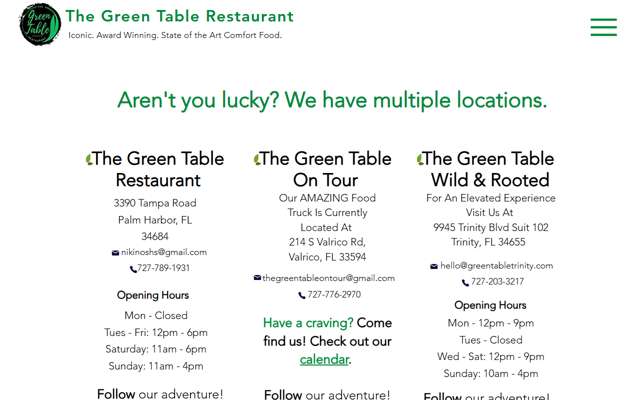 Green
Table
The Green Table Restaurant
Iconic. Award Winning. State of the Art Comfort Food.
Aren't you lucky? We have multiple locations.
The Green Table
Restaurant
3390 Tampa Road
Palm Harbor, FL
34684
nikinoshs@gmail.com
727-789-1931
Opening Hours
Mon - Closed
Tues - Fri: 12pm - 6pm
Saturday: 11am - 6pm
Sunday: 11am - 4pm
Follow our adventure!
The Green Table
On Tour
Our AMAZING Food
Truck Is Currently
Located At
214 S Valrico Rd,
Valrico, FL 33594
thegreentableontour@gmail.com
727-776-2970
Have a craving? Come
find us! Check out our
calendar.
Follow our adventure!
The Green Table
Wild & Rooted
For An Elevated Experience
Visit Us At
9945 Trinity Blvd Suit 102
Trinity, FL 34655
hello@greentabletrinity.com
727-203-3217
Opening Hours
Mon - 12pm - 9pm
Tues - Closed
Wed - Sat: 12pm - 9pm
Sunday: 10am - 4pm
Follow our adventure!